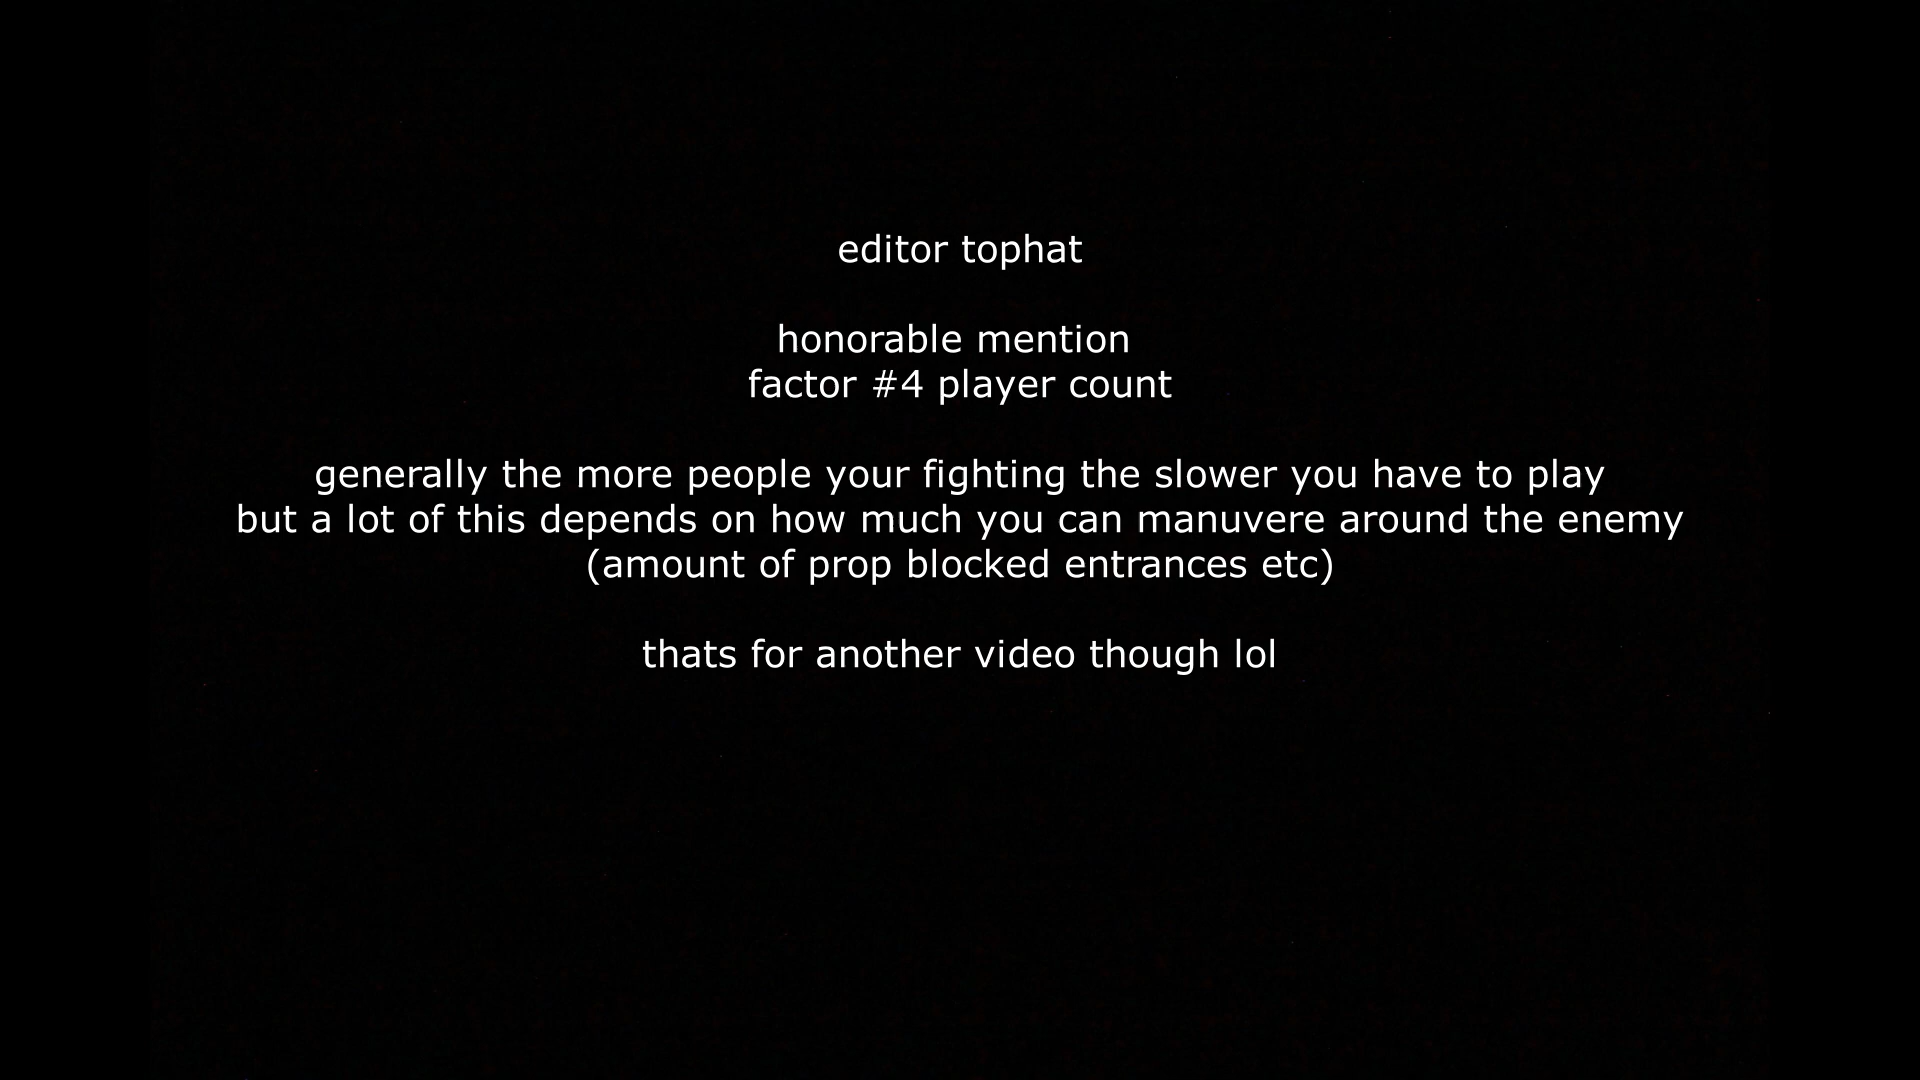 editor tophat
honorable mention
factor #4 player count
generally the more people your fighting the slower you have to play
but a lot of this depends on how much you can manuvere around the enemy
(amount of prop blocked entrances etc)
thats for another video though lol